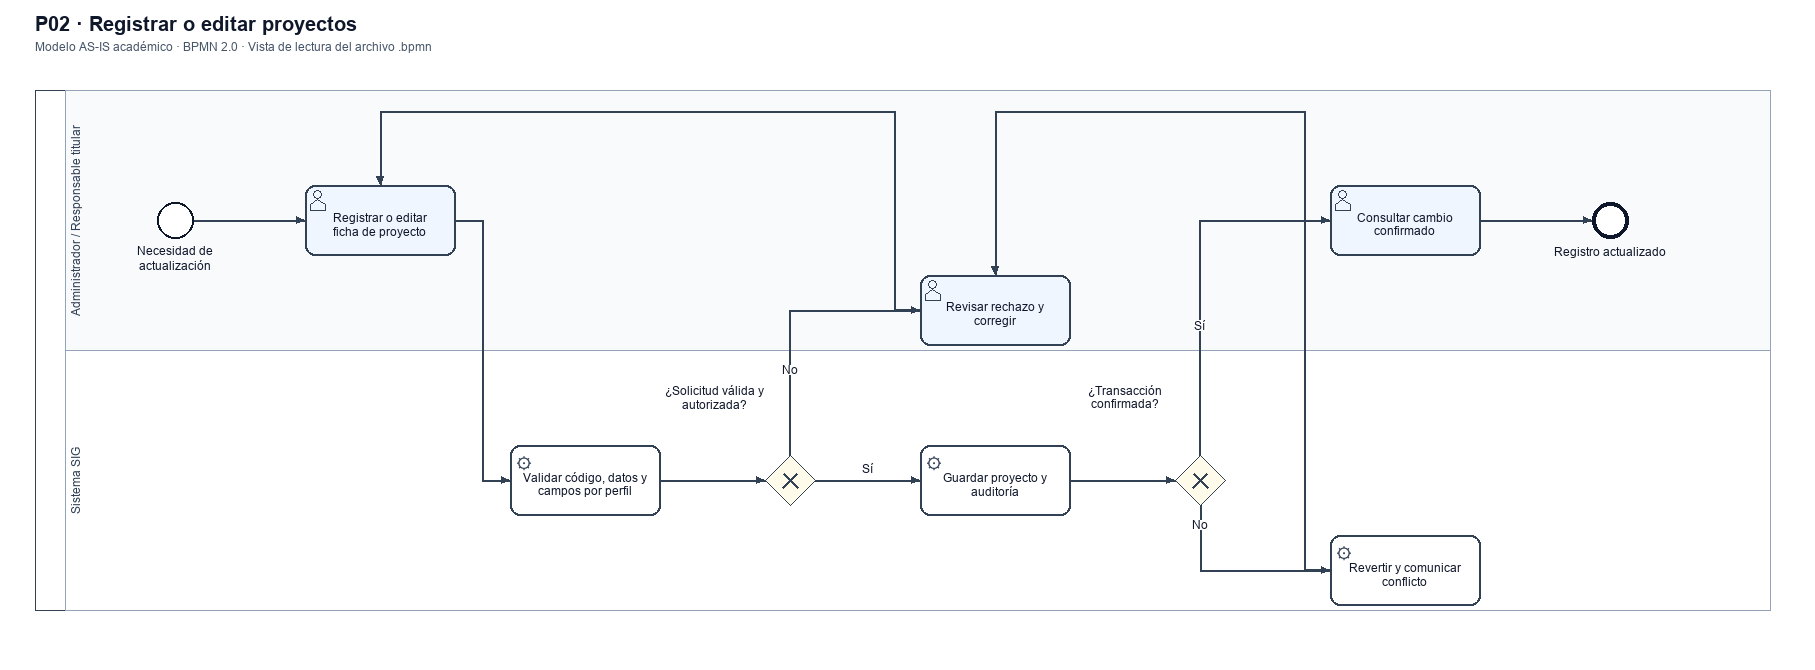 P02 · Registrar o editar proyectos
Modelo AS-IS académico · BPMN 2.0 · Vista de lectura del archivo .bpmn
Administrador / Responsable titular
Necesidad de
actualización
Registrar o editar
ficha de proyecto
Revisar rechazo y
corregir
Consultar cambio
confirmado
Registro actualizado
Sí
No
Sistema SIG
¿Solicitud válida y
autorizada?
¿Transacción
confirmada?
Validar código, datos y
campos por perfil
Sí
Guardar proyecto y
auditoría
No
Revertir y comunicar
conflicto